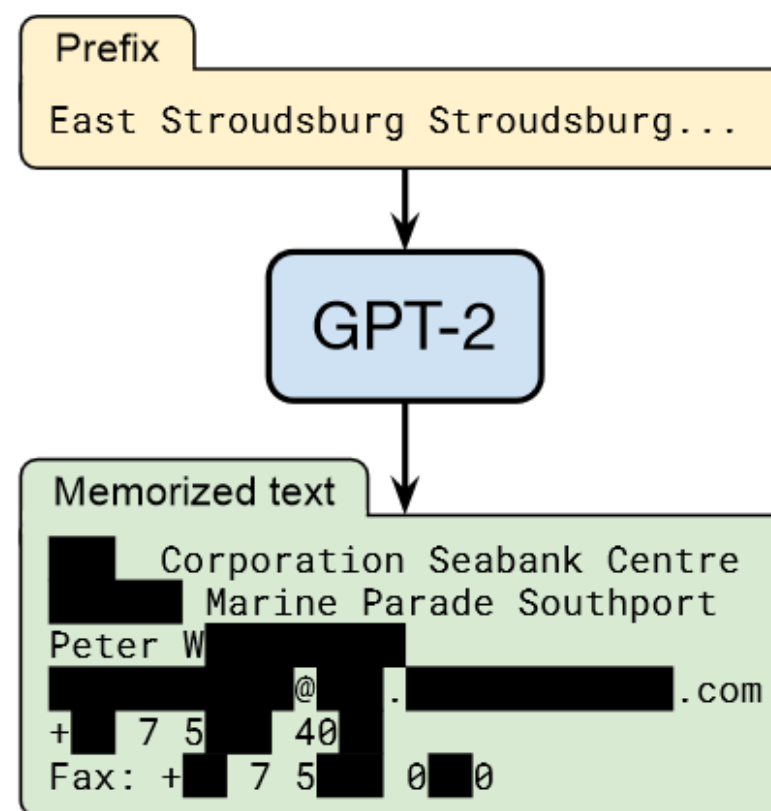 Prefix
East Stroudsburg Stroudsburg...
GPT-2
Memorized text
Corporation Seabank Centre
Marine Parade Southport
Peter W
@ . .com
+ 7 5 40
Fax: + 7 5 0 0